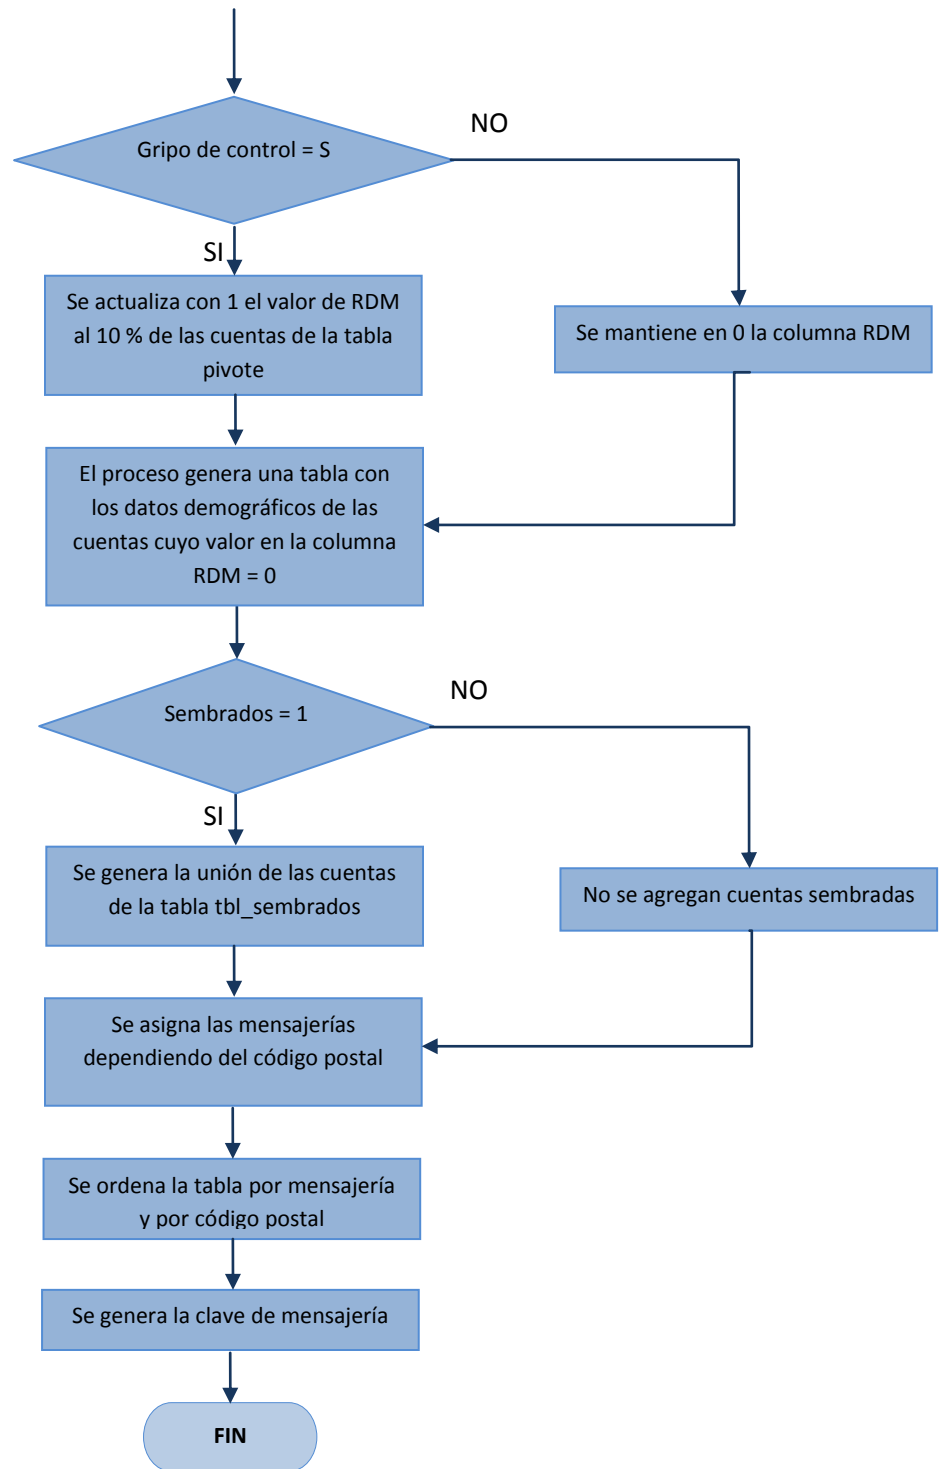 Gripo de control = S
NO
SI
Se actualiza con 1 el valor de RDM
al 10 % de las cuentas de la tabla
pivote
Se mantiene en 0 la columna RDM
El proceso genera una tabla con
los datos demográficos de las
cuentas cuyo valor en la columna
RDM = 0
Sembrados = 1
NO
SI
Se genera la unión de las cuentas
de la tabla tbl_sembrados
No se agregan cuentas sembradas
Se asigna las mensajerías
dependiendo del código postal
Se ordena la tabla por mensajería
y por código postal
Se genera la clave de mensajería
FIN